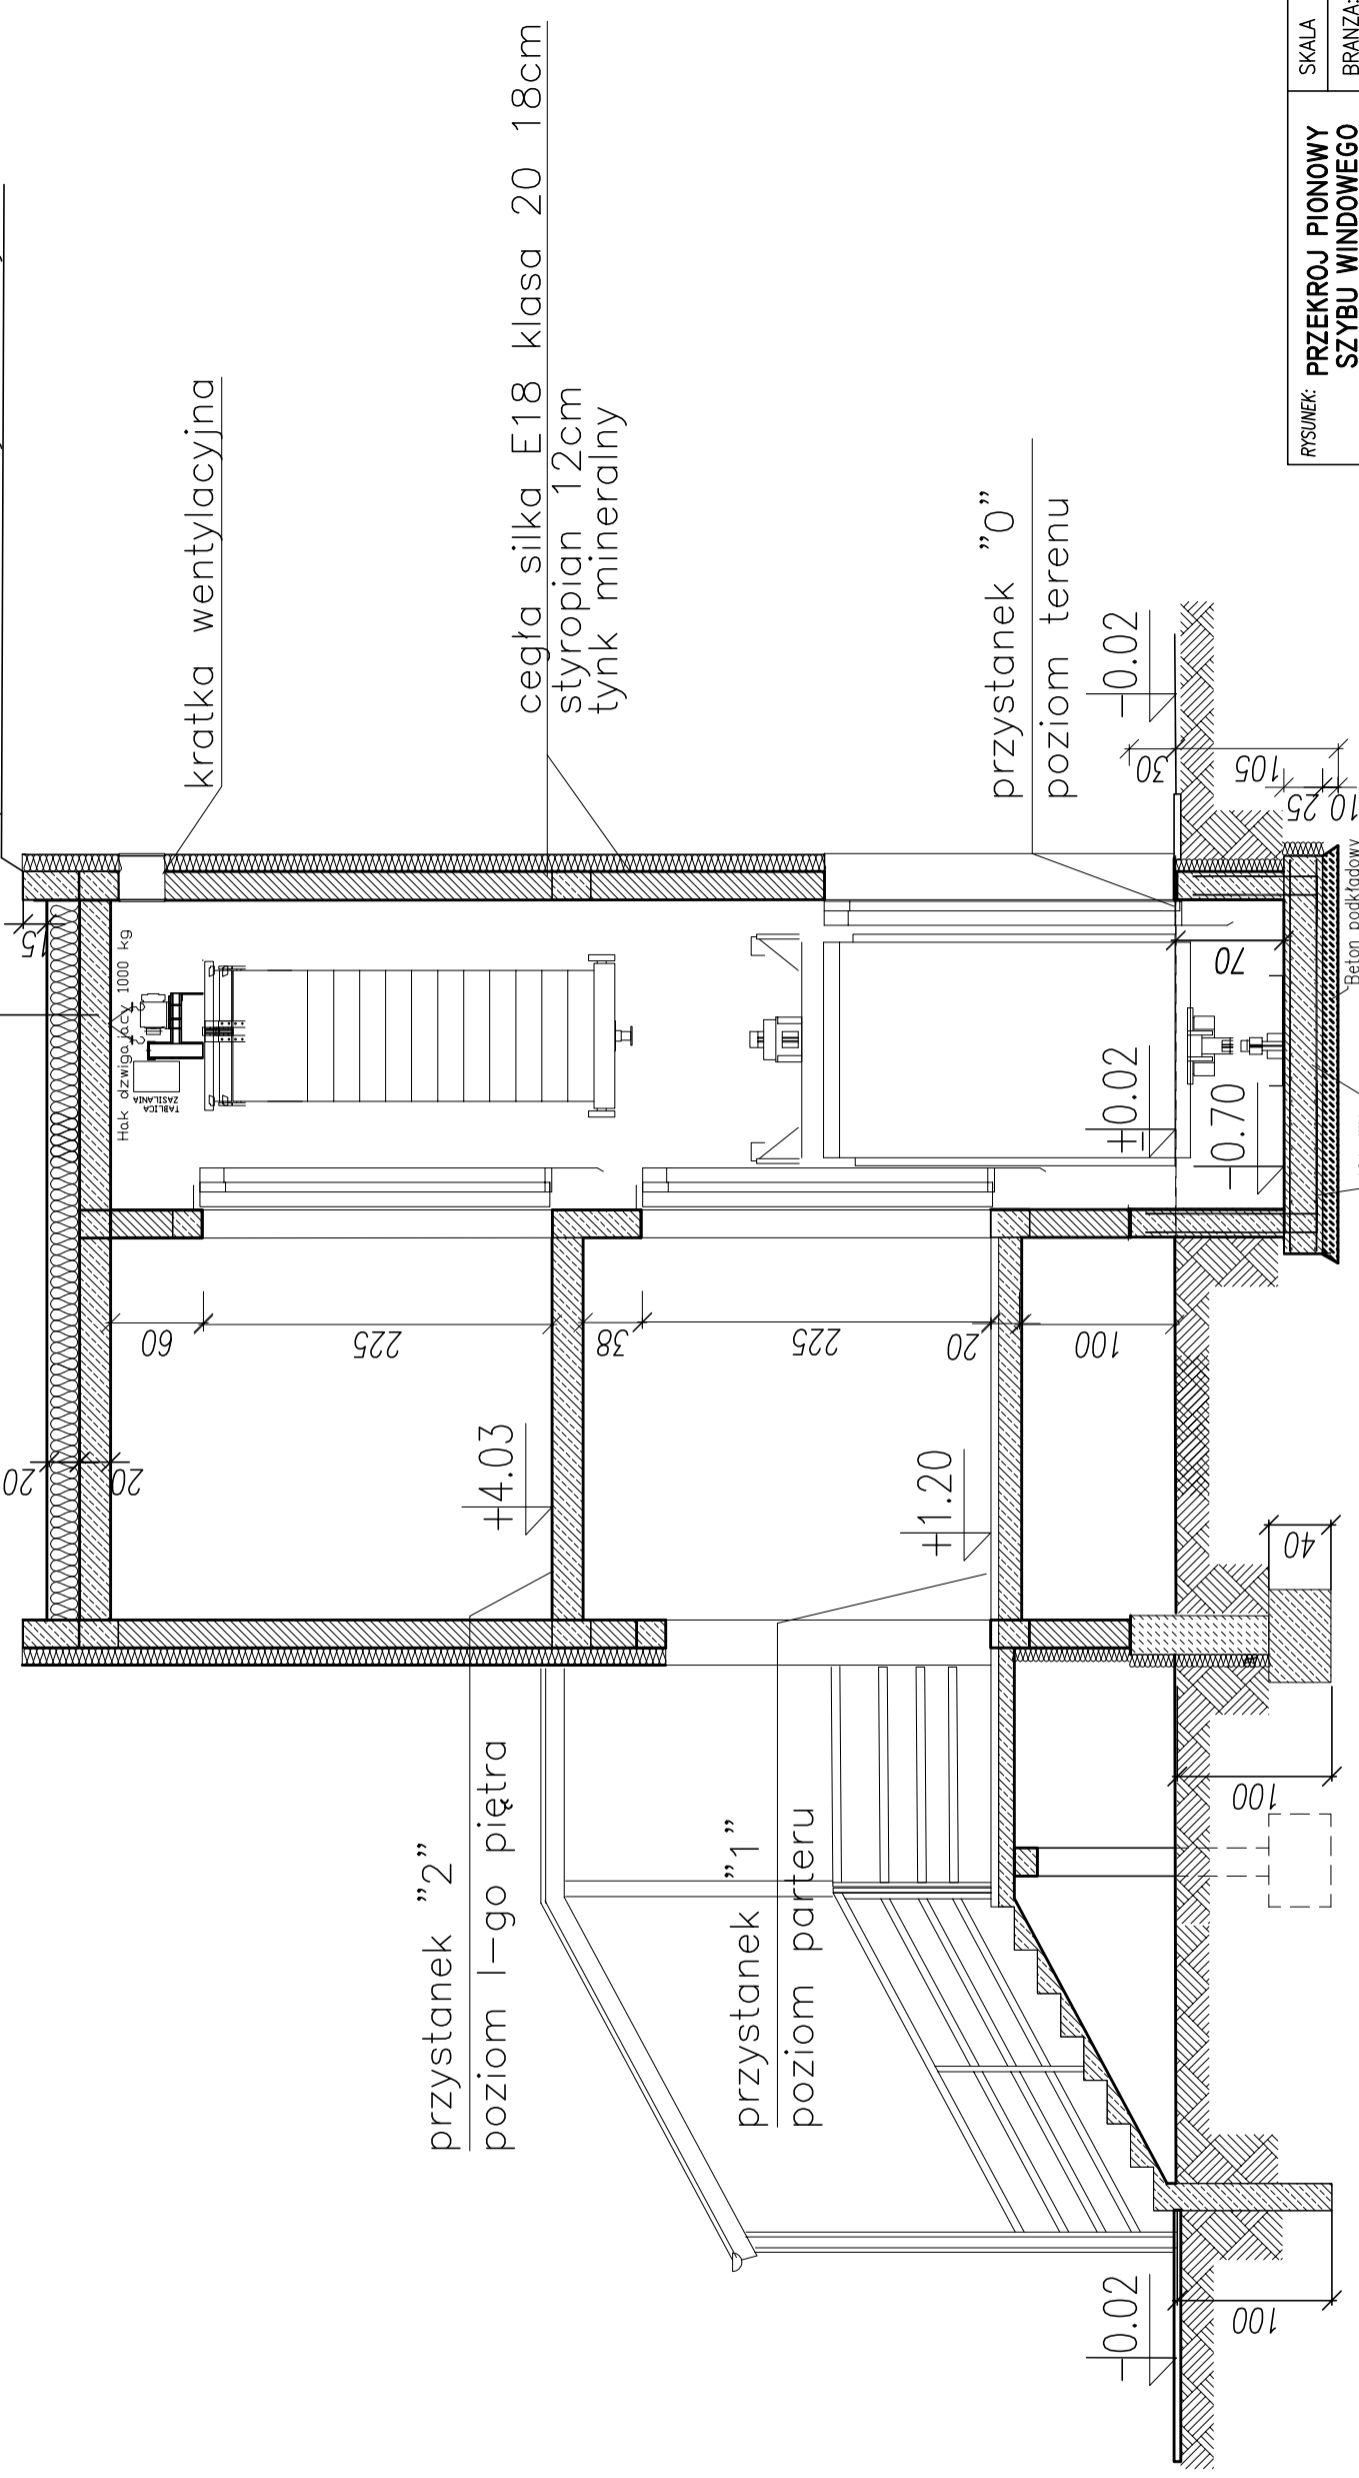 kratka wentylacyjna
cegła silka E18 klasa 20 18cm
styropian 12cm
tynk mineralny
przystanek "0"
poziom terenu
-0.02
30
105
25
10
Beton podkładowy
15
Hak dzwigajacy 1000 kg
TABLICA
ZASILANIA
70
±0.02
-0.70
60
225
38
225
20
100
20
20
+4.03
+1.20
40
100
przystanek "2"
poziom I-go piętra
przystanek "1"
poziom parteru
-0.02
100
RYSUNEK: PRZEKROJ PIONOWY
SZYBU WINDOWEGO
SKALA
BRANZA: